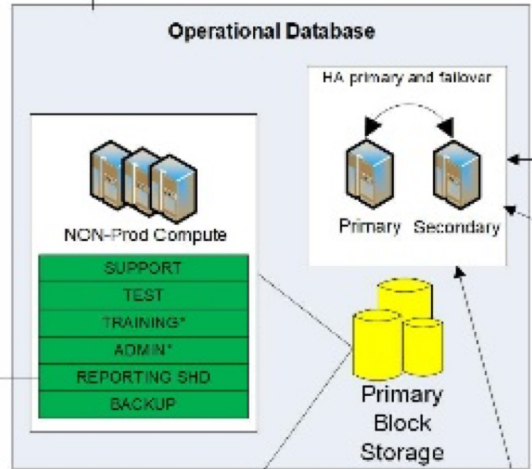 Operational Database
HA primary and failover
Primary Secondary
NON-Prod Compute
SUPPORT
TEST
TRAINING*
ADMIN*
REPORTING SHD
BACKUP
Primary
Block
Storage